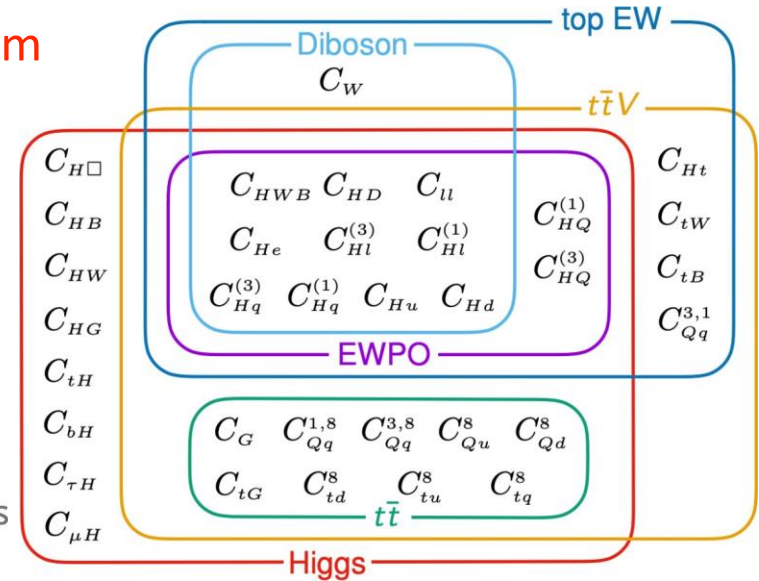 m
top EW
Diboson
C_W
tt̄V
C_{H□}
C_{HB}
C_{HW}
C_{HG}
C_{tH}
C_{bH}
C_{τH}
C_{μH}
C_{HWB} C_{HD} C_{ll}
C_{He} C_{Hl}^{(3)} C_{Hl}^{(1)}
C_{Hq}^{(3)} C_{Hq}^{(1)} C_{Hu} C_{Hd}
C_{HQ}^{(1)}
C_{HQ}^{(3)}
C_{Ht}
C_{tW}
C_{tB}
C_{Qq}^{3,1}
EWPO
C_G C_{Qq}^{1,8} C_{Qq}^{3,8} C_{Qu}^{8} C_{Qd}^{8}
C_{tG} C_{td}^{8} C_{tu}^{8} C_{tq}^{8}
tt̄
s
Higgs